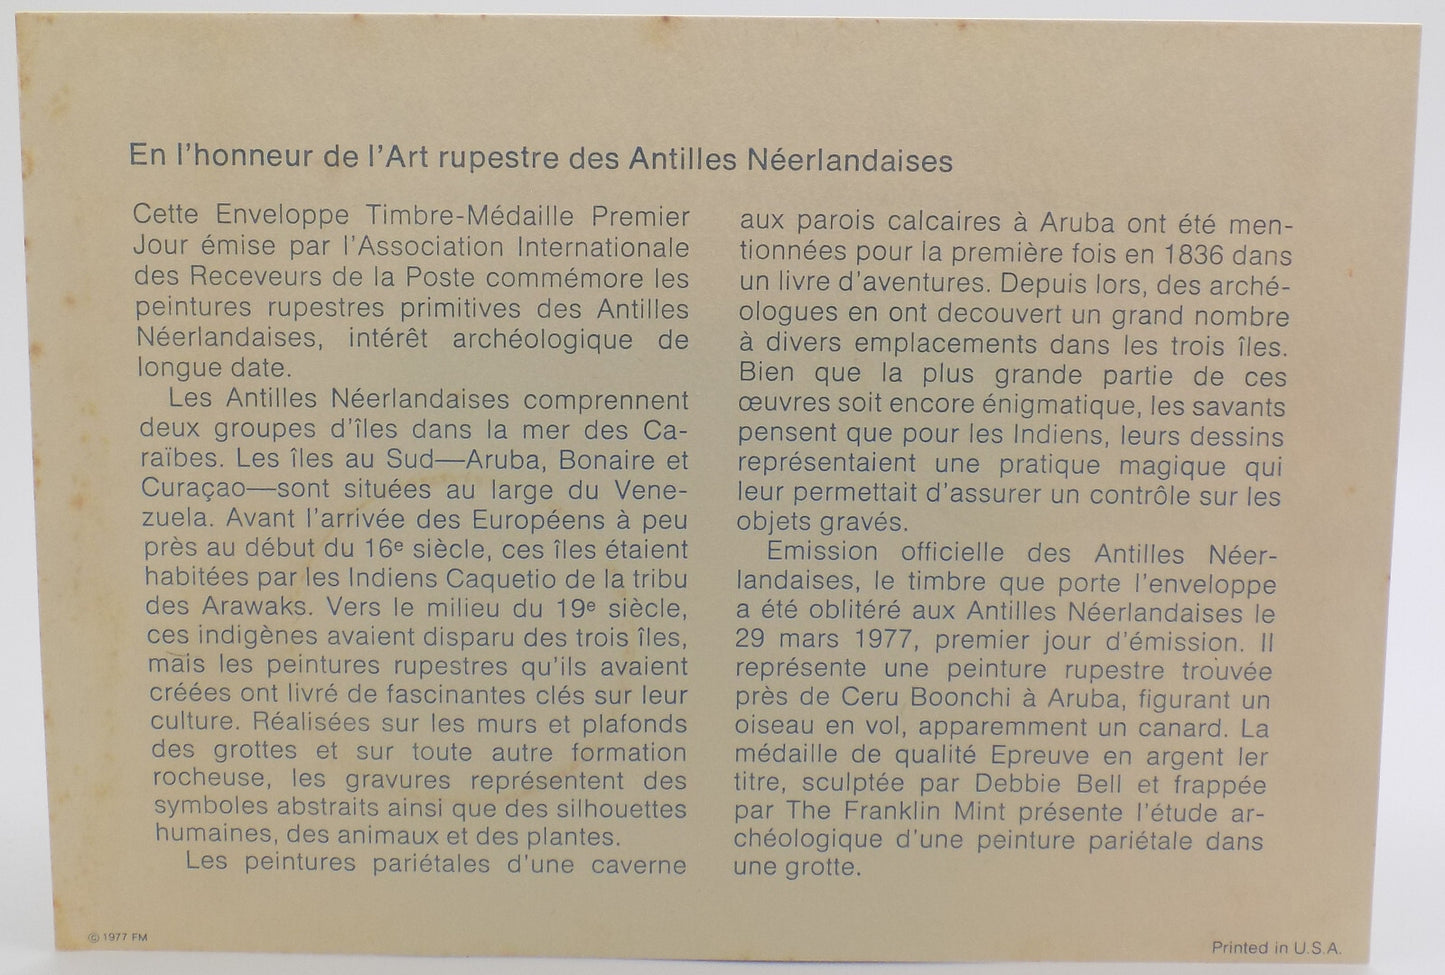 En l'honneur de l'Art rupestre des Antilles Néerlandaises
Cette Enveloppe Timbre-Médaille Premier
Jour émise par l'Association Internationale
des Receveurs de la Poste commémore les
peintures rupestres primitives des Antilles
Néerlandaises, intérêt archéologique de
longue date.
Les Antilles Néerlandaises comprennent
deux groupes d'îles dans la mer des Ca-
raïbes. Les îles au Sud—Aruba, Bonaire et
Curaçao—sont situées au large du Vene-
zuela. Avant l'arrivée des Européens à peu
près au début du 16e siècle, ces îles étaient
habitées par les Indiens Caquetio de la tribu
des Arawaks. Vers le milieu du 19e siècle,
ces indigènes avaient disparu des trois îles,
mais les peintures rupestres qu'ils avaient
créées ont livré de fascinantes clés sur leur
culture. Réalisées sur les murs et plafonds
des grottes et sur toute autre formation
rocheuse, les gravures représentent des
symboles abstraits ainsi que des silhouettes
humaines, des animaux et des plantes.
Les peintures pariétales d'une caverne
aux parois calcaires à Aruba ont été men-
tionnées pour la première fois en 1836 dans
un livre d'aventures. Depuis lors, des arché-
ologues en ont decouvert un grand nombre
à divers emplacements dans les trois îles.
Bien que la plus grande partie de ces
œuvres soit encore énigmatique, les savants
pensent que pour les Indiens, leurs dessins
représentaient une pratique magique qui
leur permettait d'assurer un contrôle sur les
objets gravés.
Emission officielle des Antilles Néer-
landaises, le timbre que porte l'enveloppe
a été oblitéré aux Antilles Néerlandaises le
29 mars 1977, premier jour d'émission. Il
représente une peinture rupestre trouvée
près de Ceru Boonchi à Aruba, figurant un
oiseau en vol, apparemment un canard. La
médaille de qualité Epreuve en argent ler
titre, sculptée par Debbie Bell et frappée
par The Franklin Mint présente l'étude ar-
chéologique d'une peinture pariétale dans
une grotte.
© 1977 FM
Printed in U.S.A.